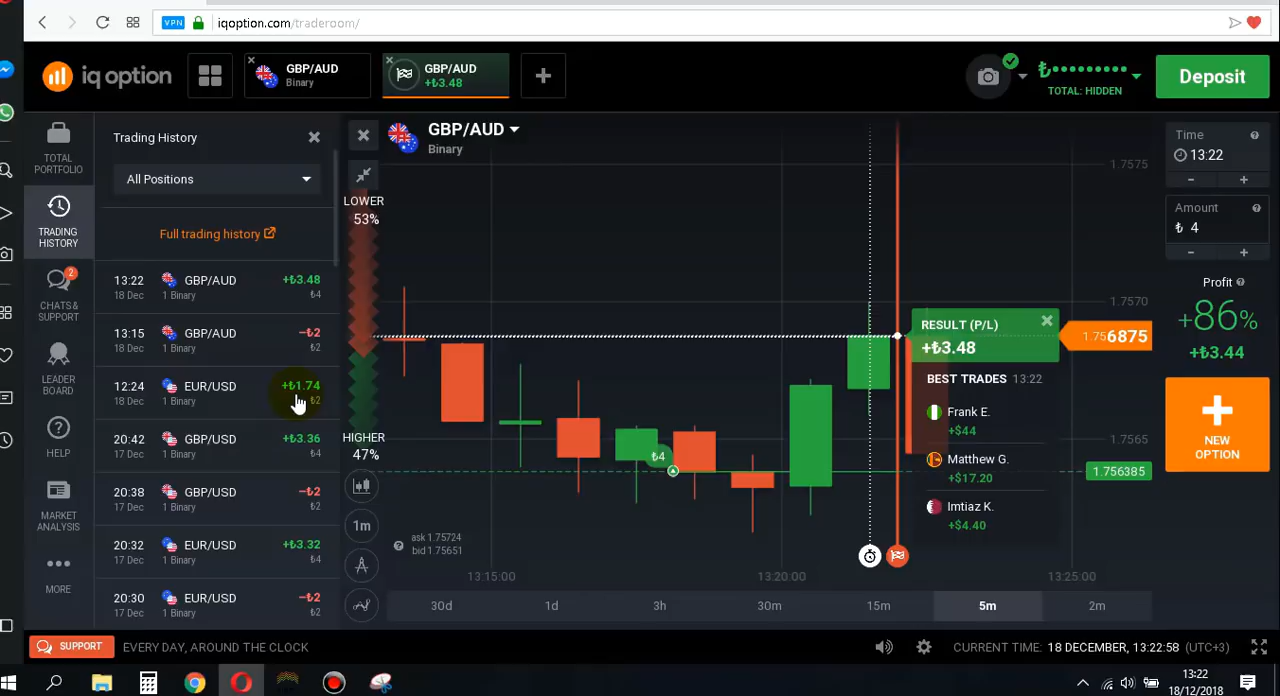 VPN
iqoption.com/traderoom/
iq option
GBP/AUD
Binary
GBP/AUD
+₺3.48
₺••••••••••
TOTAL: HIDDEN
Deposit
TOTAL
PORTFOLIO
TRADING
HISTORY
2
CHATS &
SUPPORT
LEADER
BOARD
HELP
MARKET
ANALYSIS
MORE
Trading History
All Positions
Full trading history
13:22 GBP/AUD +₺3.48
18 Dec 1 Binary ₺4
13:15 GBP/AUD −₺2
18 Dec 1 Binary ₺2
12:24 EUR/USD +₺1.74
18 Dec 1 Binary ₺2
20:42 GBP/USD +₺3.36
17 Dec 1 Binary ₺4
20:38 GBP/USD −₺2
17 Dec 1 Binary ₺2
20:32 EUR/USD +₺3.32
17 Dec 1 Binary ₺4
20:30 EUR/USD −₺2
17 Dec 1 Binary ₺2
GBP/AUD
Binary
LOWER
53%
HIGHER
47%
1m
ask 1.75724
bid 1.75651
₺4
1.7575
1.7570
1.756875
1.7565
1.756385
RESULT (P/L)
+₺3.48
BEST TRADES 13:22
Frank E.
+$44
Matthew G.
+$17.20
Imtiaz K.
+$4.40
13:15:00 13:20:00 13:25:00
30d 1d 3h 30m 15m 5m 2m
Time
13:22
- +
Amount
₺ 4
- +
Profit
+86%
+₺3.44
NEW
OPTION
SUPPORT EVERY DAY, AROUND THE CLOCK
CURRENT TIME: 18 DECEMBER, 13:22:58 (UTC+3)
13:22
18/12/2018